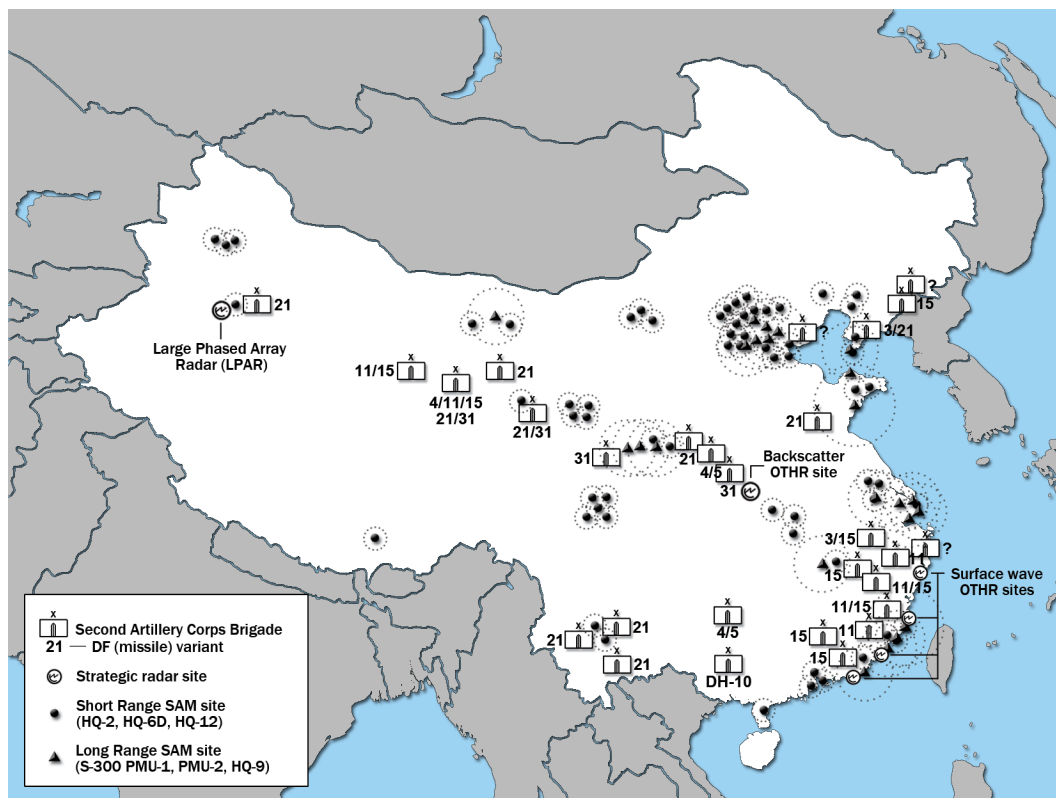 x
?
x
15
x
21
x
?
x
3/21
Large Phased Array
Radar (LPAR)
x
11/15
x
4/11/15
21/31
x
21
x
21/31
x
21
x
31
x
21
x
4/5
x
31
Backscatter
OTHR site
x
3/15
x
11
x
?
x
15
x
11/15
Surface wave
OTHR sites
x
11/15
x
11
x
15
x
15
x
4/5
x
DH-10
x
21
x
21
x
21
x
Second Artillery Corps Brigade
21 — DF (missile) variant
Strategic radar site
Short Range SAM site
(HQ-2, HQ-6D, HQ-12)
Long Range SAM site
(S-300 PMU-1, PMU-2, HQ-9)